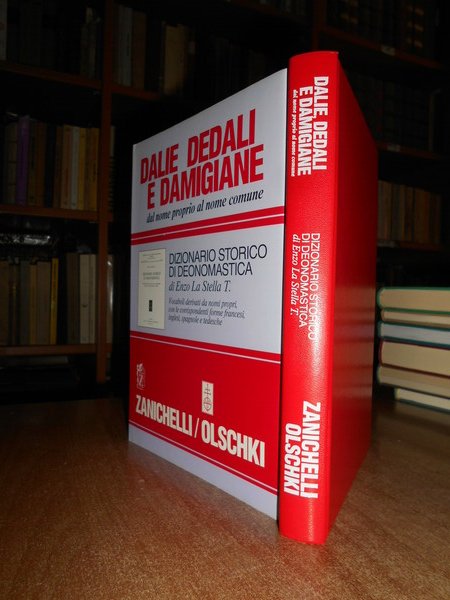 DALIE DEDALI
E DAMIGIANE
dal nome proprio al nome comune
DIZIONARIO STORICO
DI DEONOMASTICA
di Enzo La Stella T.
Vocaboli derivati da nomi propri,
con le corrispondenti forme francesi,
inglesi, spagnole e tedesche
ZANICHELLI/OLSCHKI
DALIE, DEDALI
E DAMIGIANE
dal nome proprio al nome comune
DIZIONARIO STORICO
DI DEONOMASTICA
di Enzo La Stella T.
ZANICHELLI
OLSCHKI